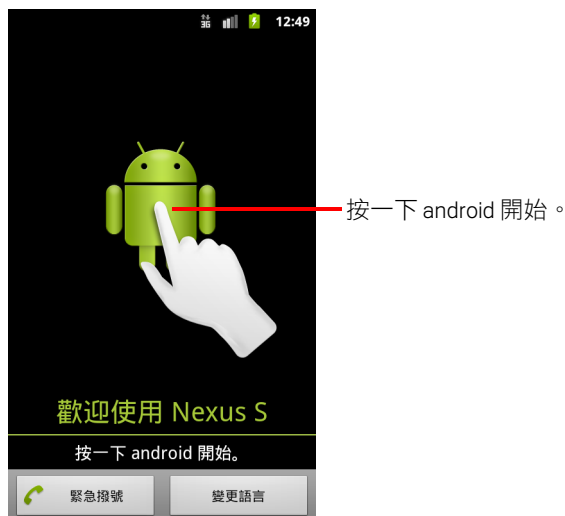 3G 12:49
按一下 android 開始。
歡迎使用 Nexus S
按一下 android 開始。
緊急撥號 變更語言